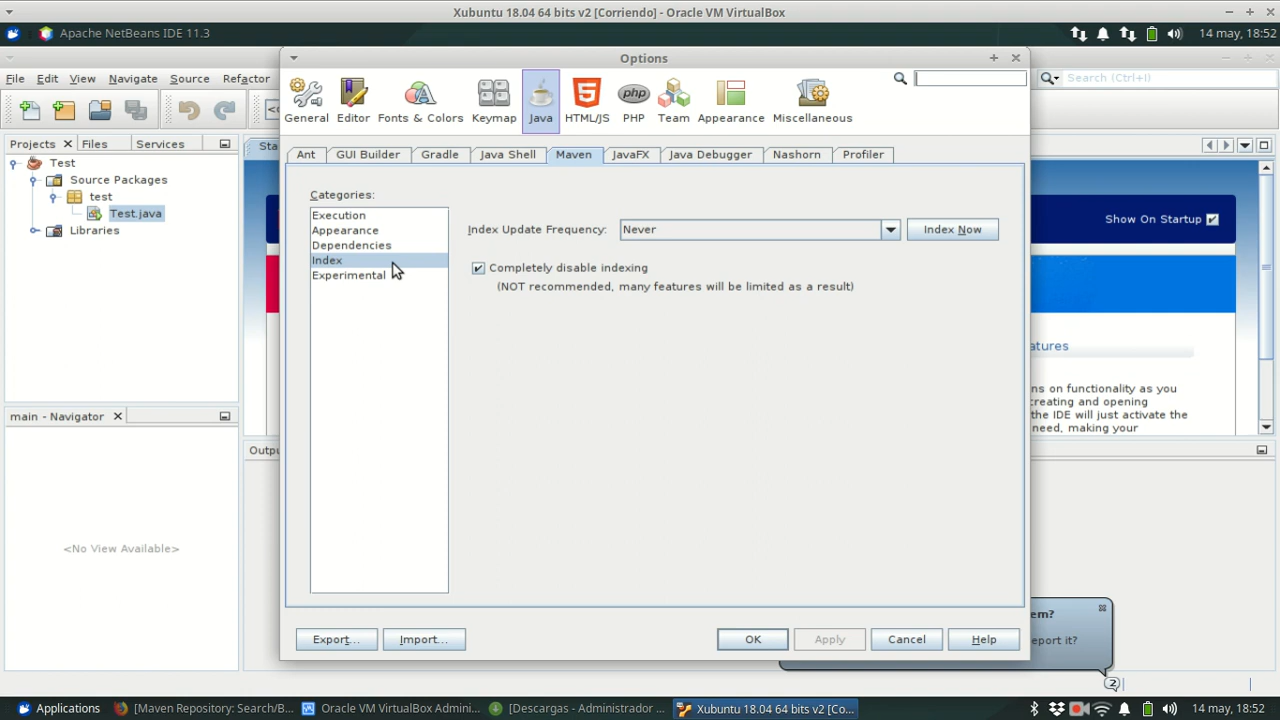 Xubuntu 18.04 64 bits v2 [Corriendo] - Oracle VM VirtualBox
Apache NetBeans IDE 11.3
14 may, 18:52
Options
File Edit View Navigate Source Refactor
Search (Ctrl+I)
General Editor Fonts & Colors Keymap Java HTML/JS PHP Team Appearance Miscellaneous
Projects Files Services
Sta
Ant GUI Builder Gradle Java Shell Maven JavaFX Java Debugger Nashorn Profiler
Test
Source Packages
test
Test.java
Libraries
Categories:
Execution
Appearance
Dependencies
Index
Experimental
Index Update Frequency: Never Index Now
Completely disable indexing
(NOT recommended, many features will be limited as a result)
Show On Startup
atures
ns on functionality as you
creating and opening
the IDE will just activate the
need, making your
main - Navigator
Outpu
<No View Available>
em?
eport it?
Export... Import... OK Apply Cancel Help
2
Applications [Maven Repository: Search/B... Oracle VM VirtualBox Admini... [Descargas - Administrador ... Xubuntu 18.04 64 bits v2 [Co... 14 may, 18:52